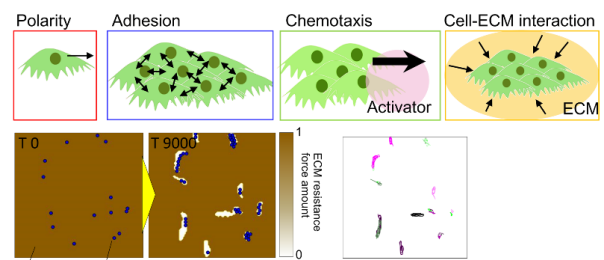 Polarity
Adhesion
Chemotaxis
Cell-ECM interaction
Activator
ECM
T 0
T 9000
1
0
ECM resistance
force amount